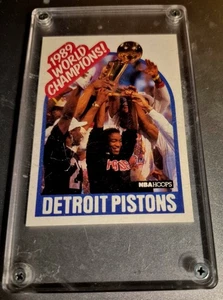 1989
WORLD
CHAMPIONS!
NBA HOOPS
DETROIT PISTONS